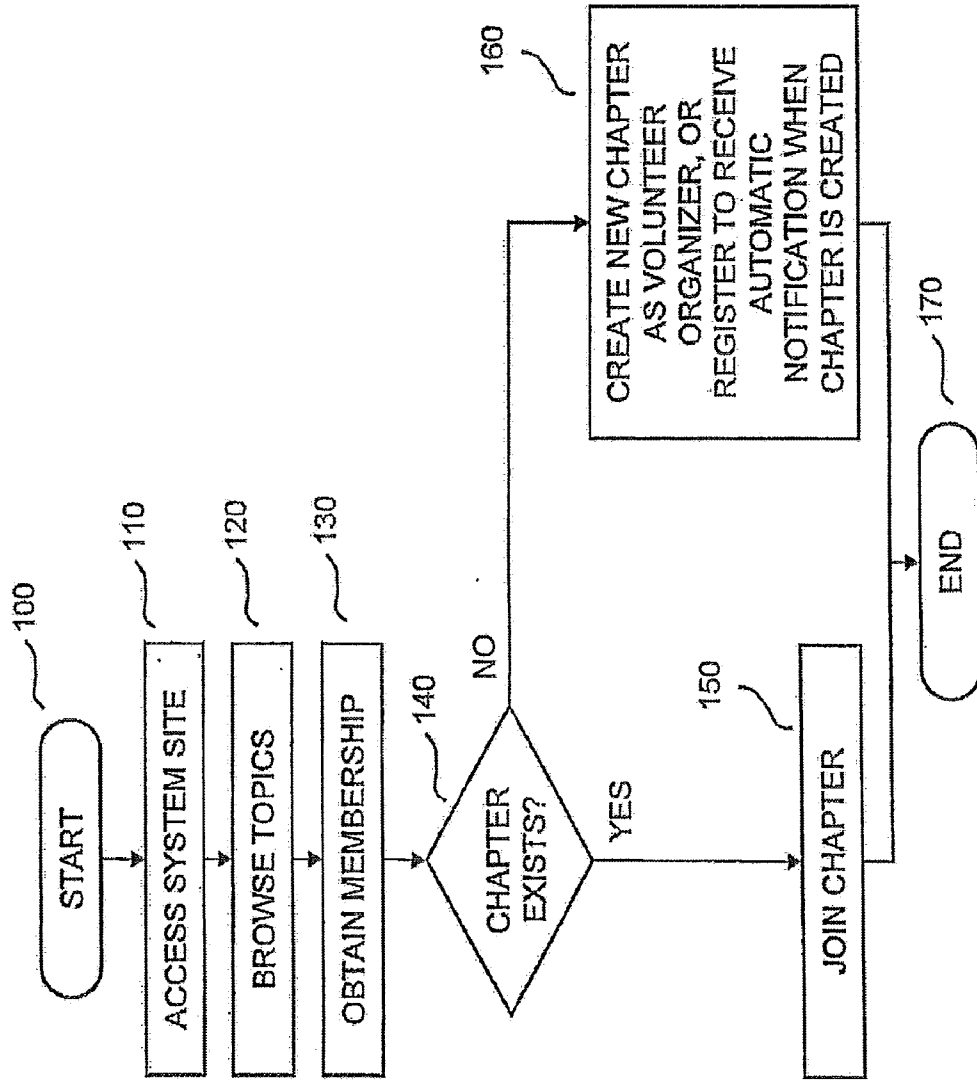 START
100
ACCESS SYSTEM SITE
110
BROWSE TOPICS
120
OBTAIN MEMBERSHIP
130
CHAPTER
EXISTS?
140
NO
YES
CREATE NEW CHAPTER
AS VOLUNTEER
ORGANIZER, OR
REGISTER TO RECEIVE
AUTOMATIC
NOTIFICATION WHEN
CHAPTER IS CREATED
160
JOIN CHAPTER
150
END
170